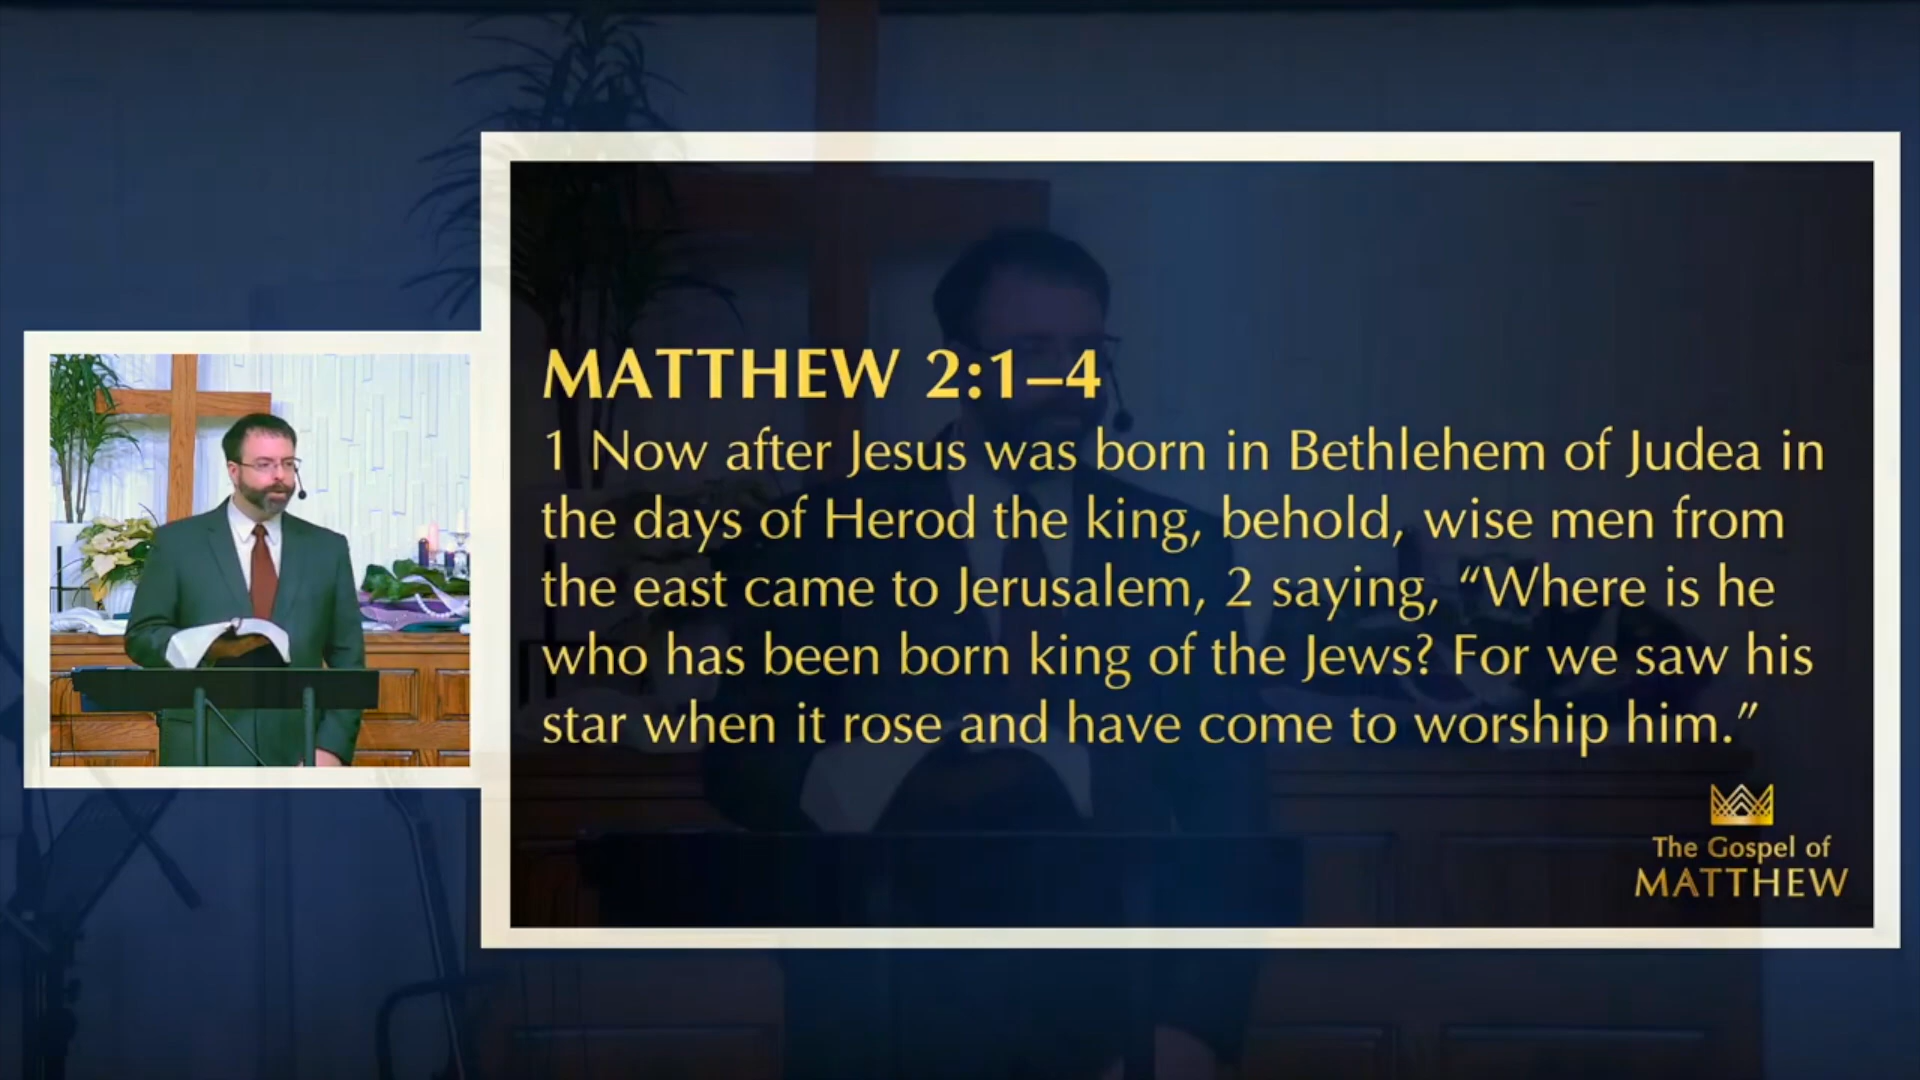 MATTHEW 2:1–4
1 Now after Jesus was born in Bethlehem of Judea in
the days of Herod the king, behold, wise men from
the east came to Jerusalem, 2 saying, “Where is he
who has been born king of the Jews? For we saw his
star when it rose and have come to worship him.”
The Gospel of
MATTHEW